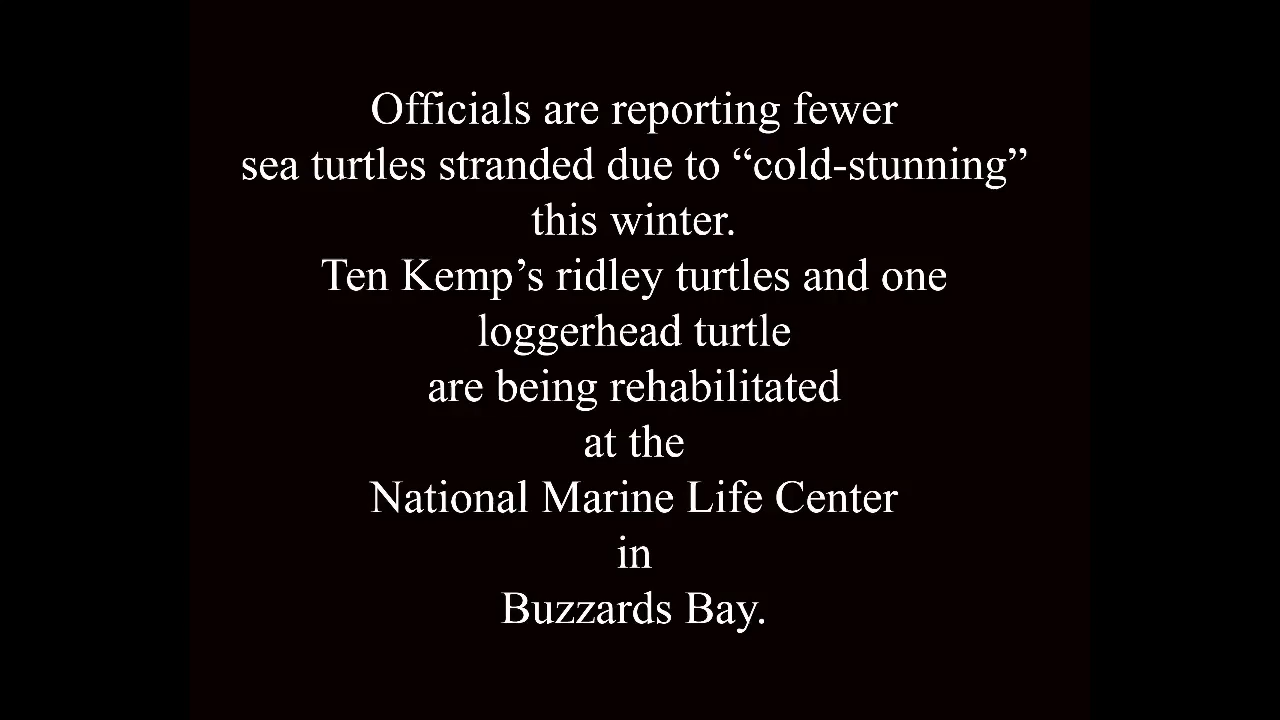 Officials are reporting fewer
sea turtles stranded due to “cold-stunning”
this winter.
Ten Kemp’s ridley turtles and one
loggerhead turtle
are being rehabilitated
at the
National Marine Life Center
in
Buzzards Bay.